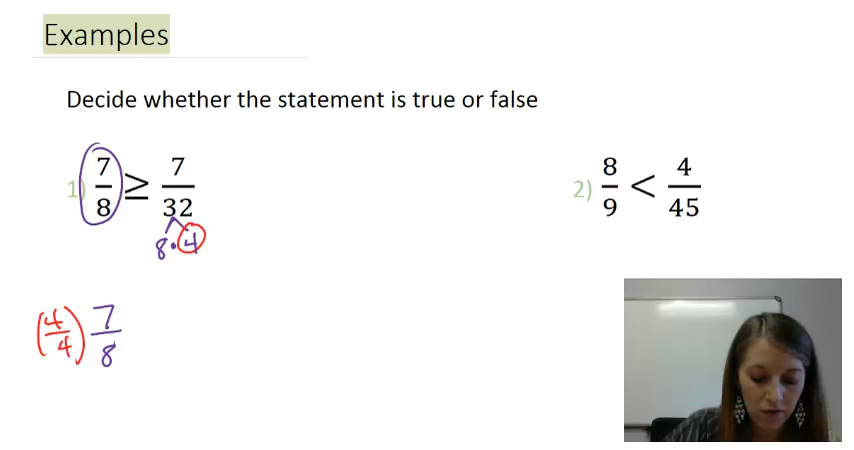 Examples
Decide whether the statement is true or false
1) 7/8 ≥ 7/32
8 · 4
2) 8/9 < 4/45
(4/4) 7/8